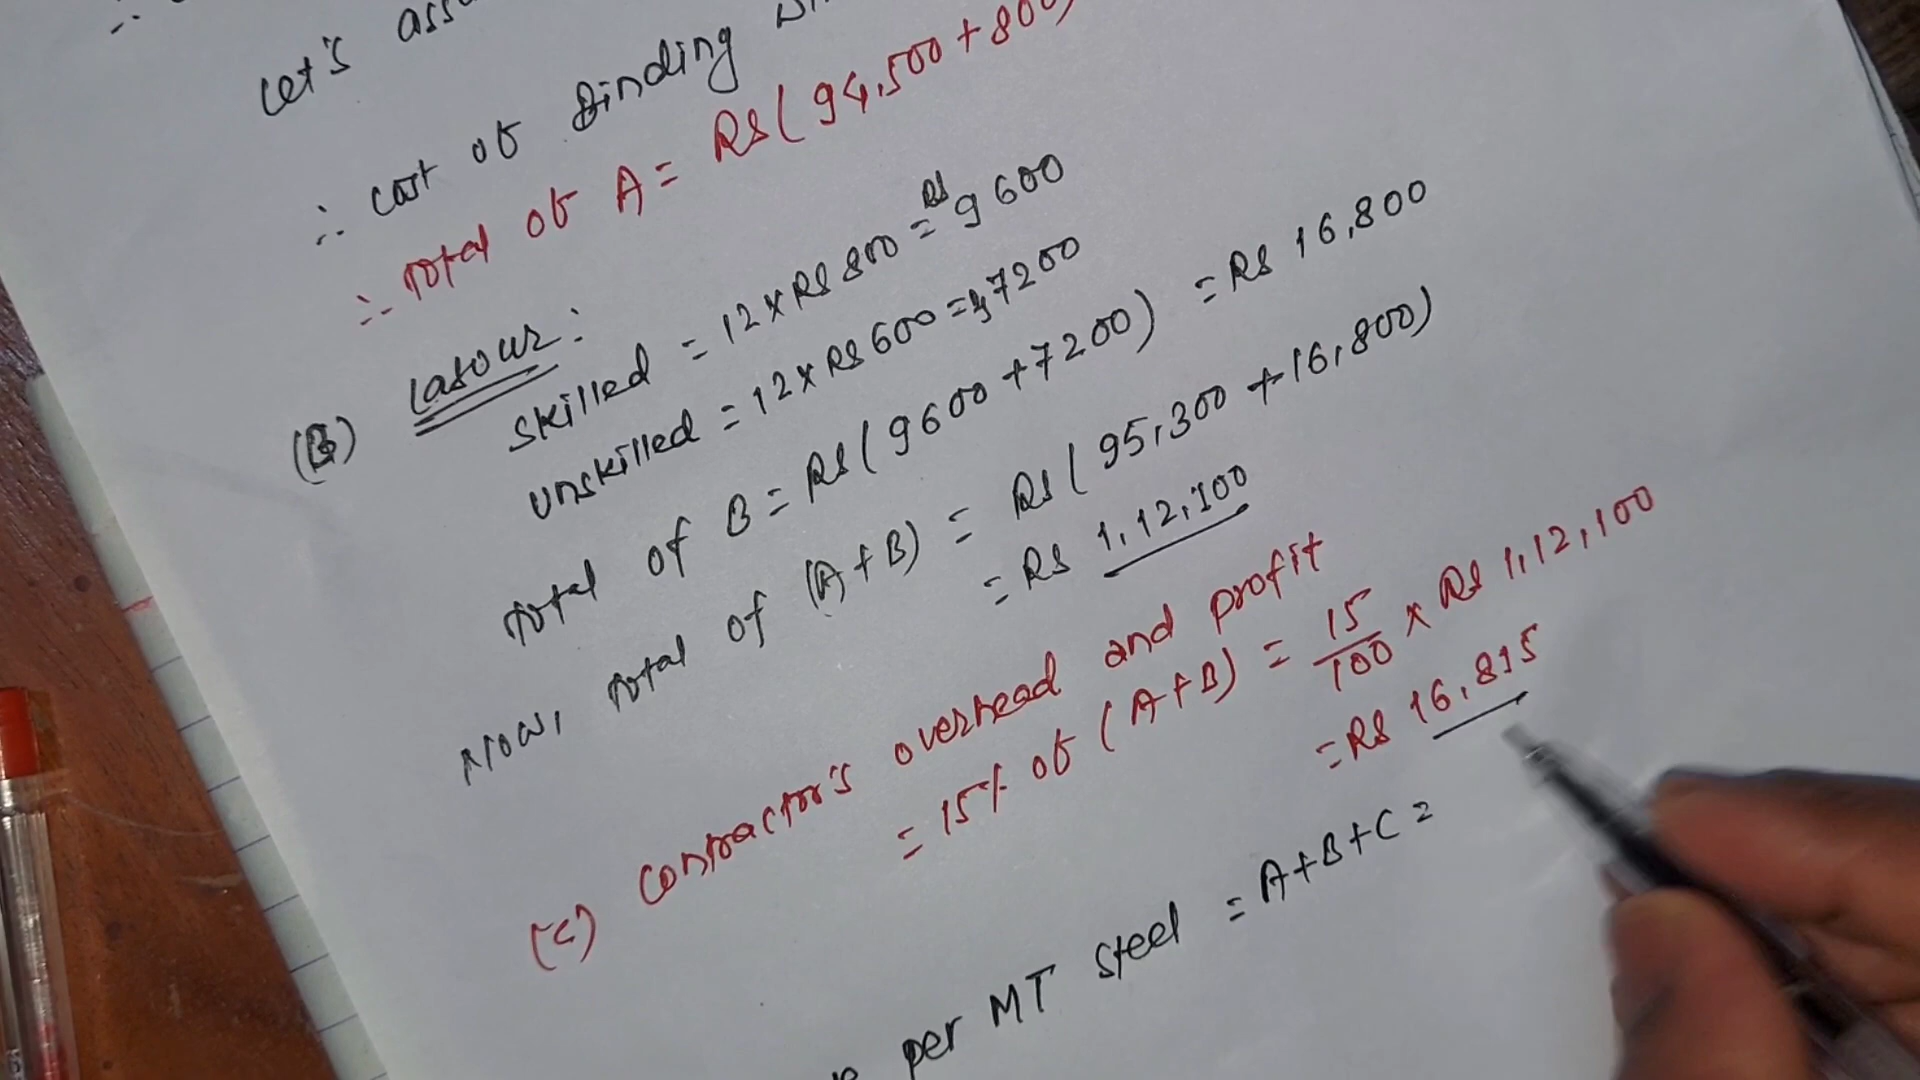 Let's
∴ cost of Binding
∴ Total of A = Rs (94,500 + 800)
(B) Labour:
skilled = 12 x Rs 800 = Rs 9600
unskilled = 12 x Rs 600 = 7200
Total of B = Rs (9600 + 7200) = Rs 16,800
Now, Total of (A+B) = Rs (95,300 + 16,800)
= Rs 1,12,100
(C) Contractor's overhead and profit
= 15% of (A+B) = 15/100 x Rs 1,12,100
= Rs 16,815
per MT steel = A+B+C =